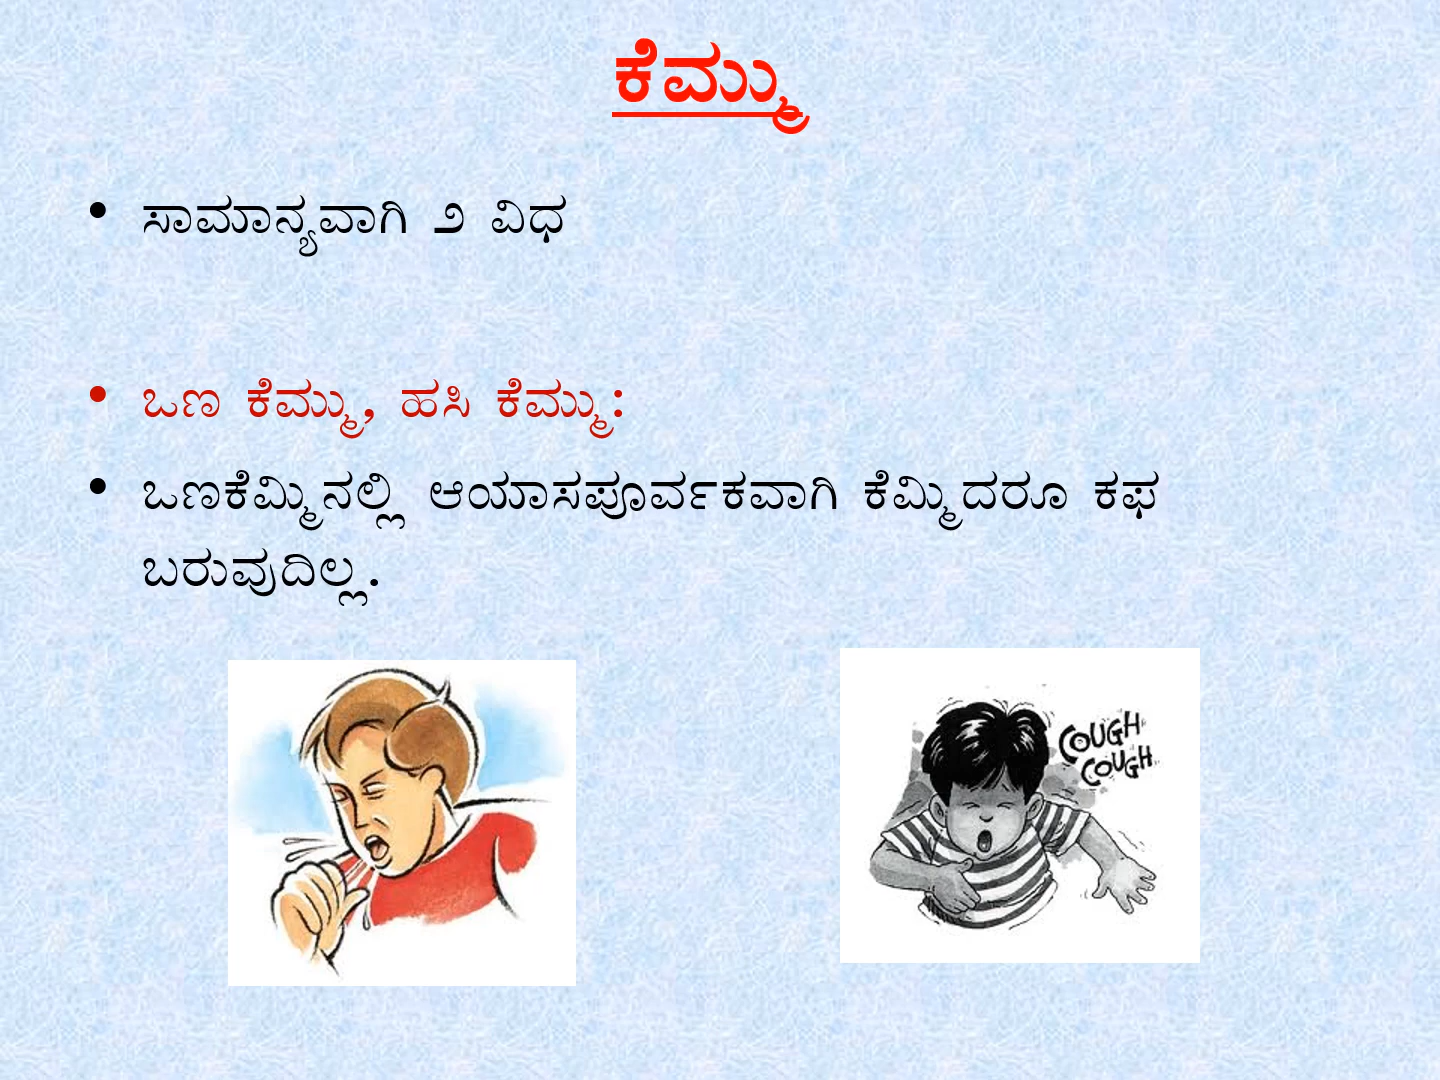 ಕೆಮ್ಮು
• ಸಾಮಾನ್ಯವಾಗಿ ೨ ವಿಧ
• ಒಣ ಕೆಮ್ಮು, ಹಸಿ ಕೆಮ್ಮು:
• ಒಣಕೆಮ್ಮಿನಲ್ಲಿ ಆಯಾಸಪೂರ್ವಕವಾಗಿ ಕೆಮ್ಮಿದರೂ ಕಫ
ಬರುವುದಿಲ್ಲ.
COUGH
COUGH